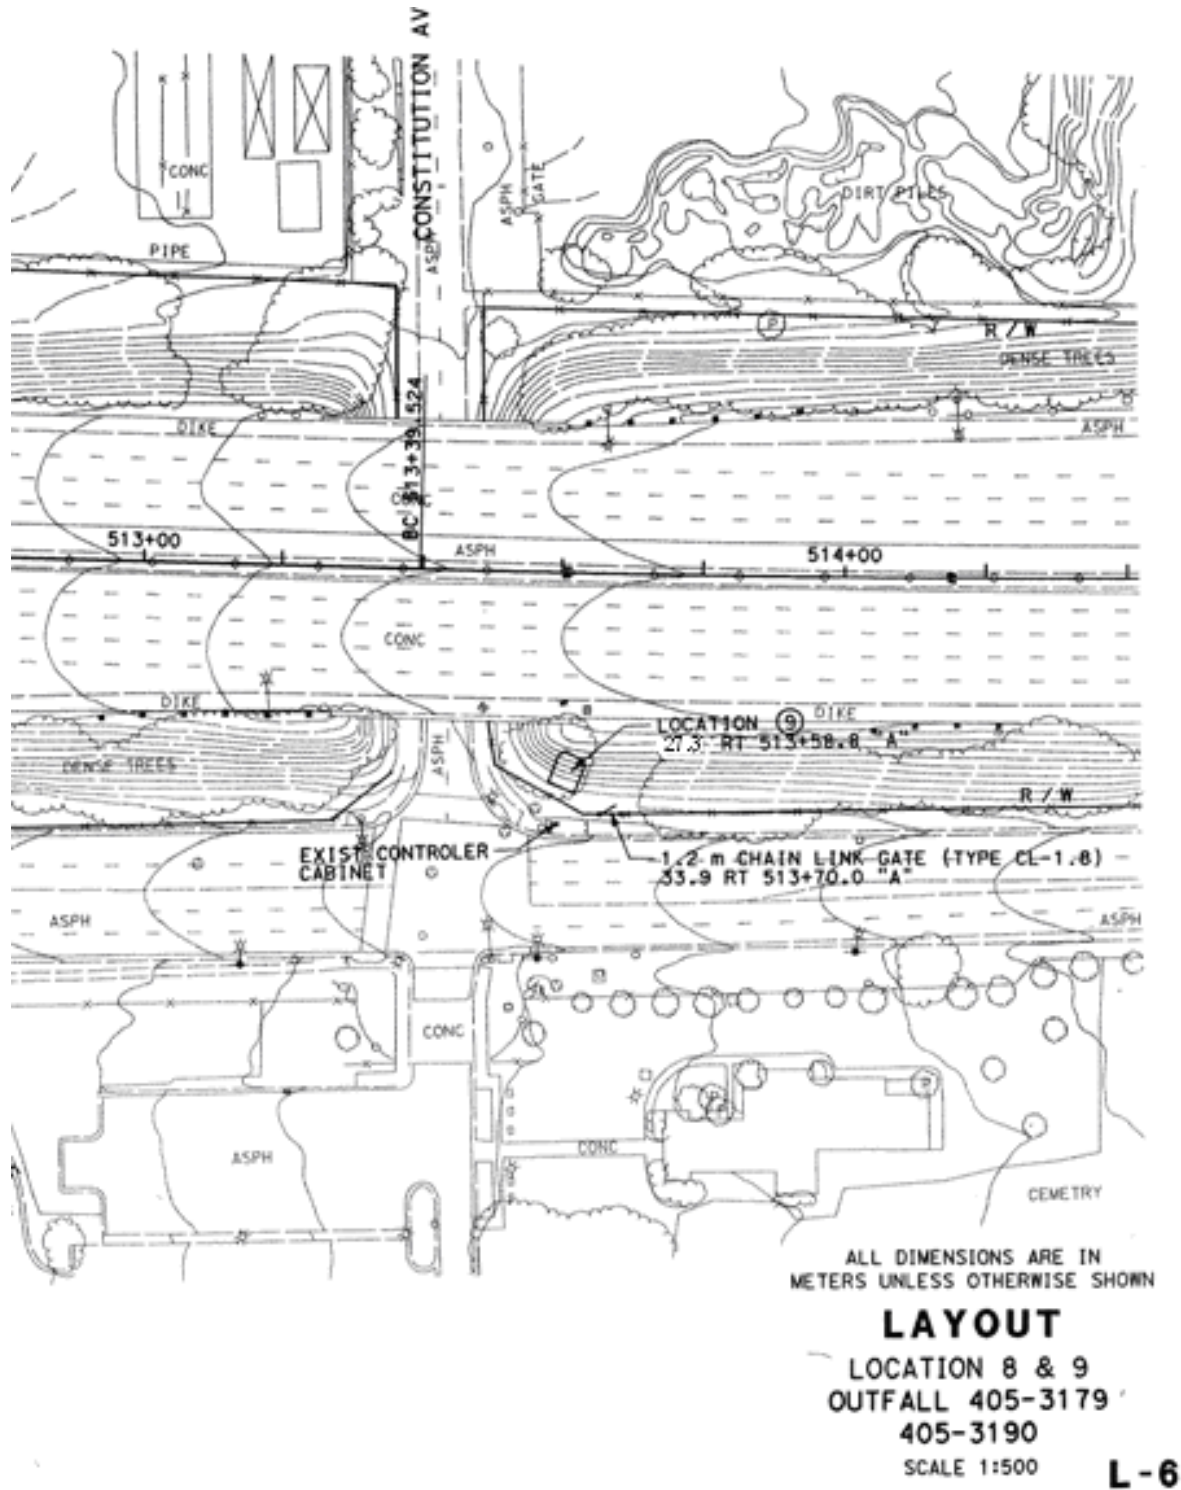 CONSTITUTION AV
CONC
ASPH
GATE
DIRT PILES
ASPH
PIPE
P
R/W
DENSE TREES
DIKE
ASPH
BC 513+39.524
CONC
513+00
ASPH
514+00
CONC
DIKE
LOCATION 9 DIKE
27.3 RT 513+58.8 "A"
ASPH
DENSE TREES
R/W
EXIST CONTROLER
CABINET
1.2 m CHAIN LINK GATE (TYPE CL-1.8)
33.9 RT 513+70.0 "A"
ASPH
ASPH
CONC
ASPH
CONC
CEMETRY
ALL DIMENSIONS ARE IN
METERS UNLESS OTHERWISE SHOWN
LAYOUT
LOCATION 8 & 9
OUTFALL 405-3179
405-3190
SCALE 1:500
L-6